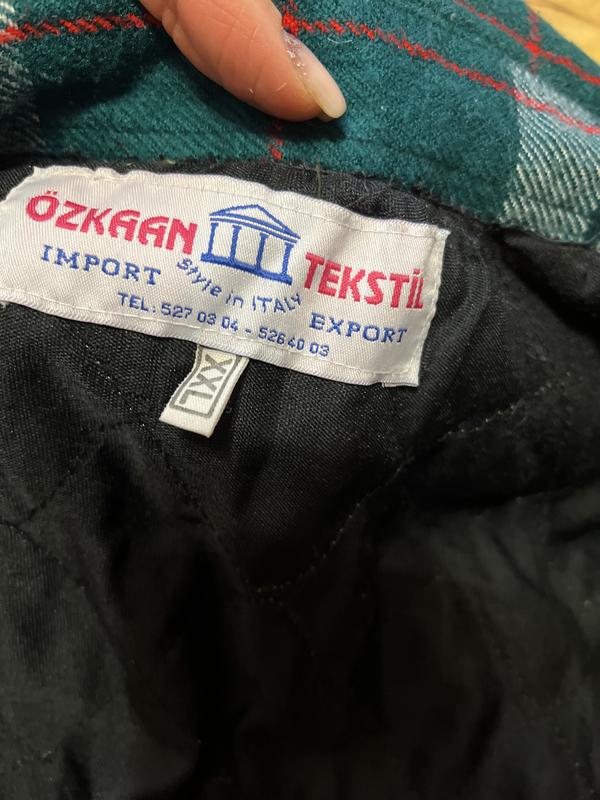 ÖZKAAN TEKSTİL
IMPORT Style in ITALY EXPORT
TEL: 527 03 04 - 526 40 03
XXL